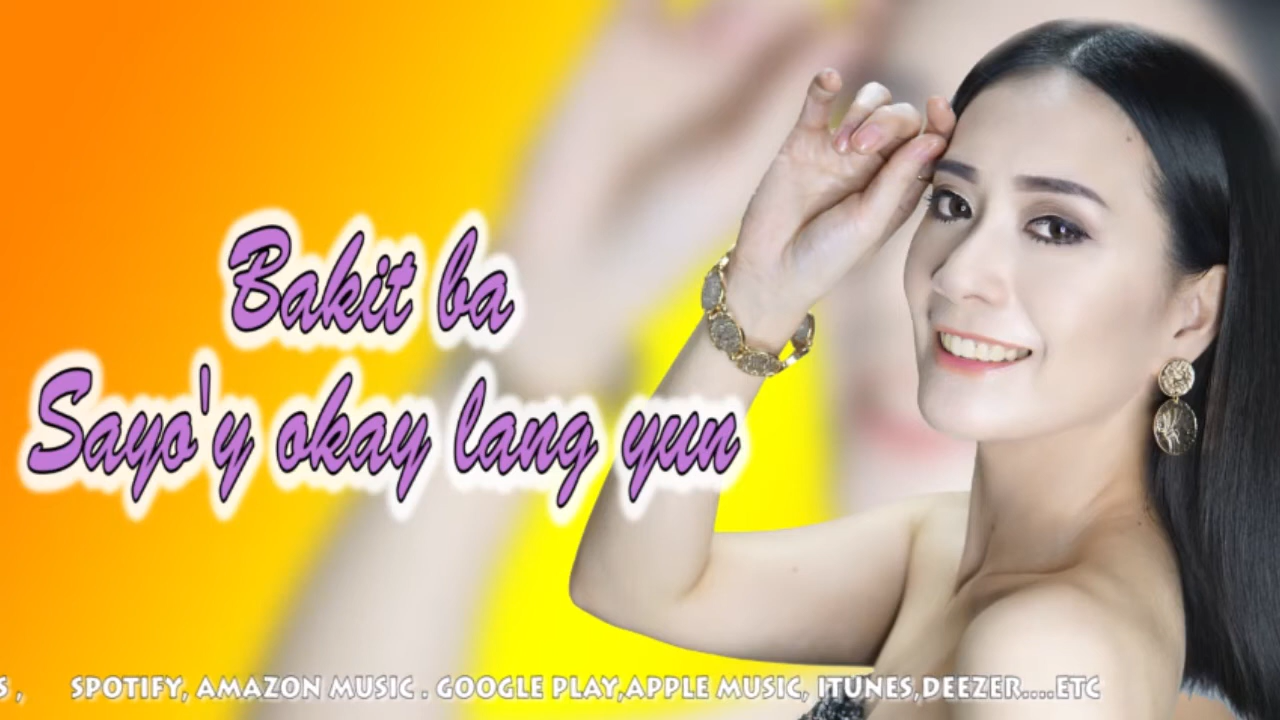 Bakit ba
Sayo'y okay lang yun
S ,      SPOTIFY, AMAZON MUSIC . GOOGLE PLAY,APPLE MUSIC, ITUNES,DEEZER....ETC